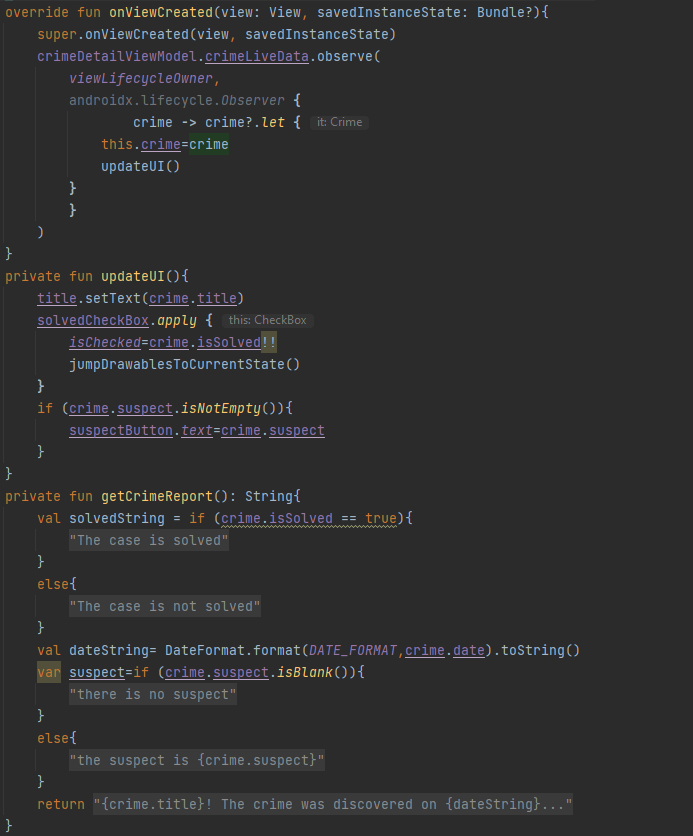 override fun onViewCreated(view: View, savedInstanceState: Bundle?){
super.onViewCreated(view, savedInstanceState)
crimeDetailViewModel.crimeLiveData.observe(
viewLifecycleOwner,
androidx.lifecycle.Observer {
crime -> crime?.let { it: Crime
this.crime=crime
updateUI()
}
}
)
}
private fun updateUI(){
title.setText(crime.title)
solvedCheckBox.apply { this: CheckBox
isChecked=crime.isSolved!!
jumpDrawablesToCurrentState()
}
if (crime.suspect.isNotEmpty()){
suspectButton.text=crime.suspect
}
}
private fun getCrimeReport(): String{
val solvedString = if (crime.isSolved == true){
"The case is solved"
}
else{
"The case is not solved"
}
val dateString= DateFormat.format(DATE_FORMAT,crime.date).toString()
var suspect=if (crime.suspect.isBlank()){
"there is no suspect"
}
else{
"the suspect is {crime.suspect}"
}
return "{crime.title}! The crime was discovered on {dateString}..."
}